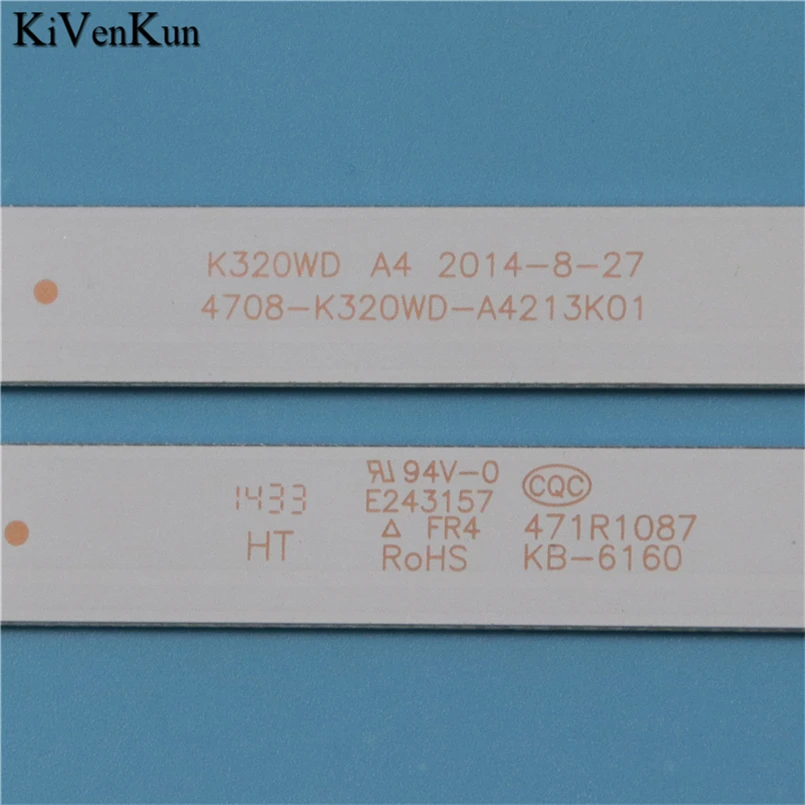 KiVenKun
K320WD A4 2014-8-27
4708-K320WD-A4213K01
1433
HT
94V-0
E243157
△ FR4
RoHS
CQC
471R1087
KB-6160